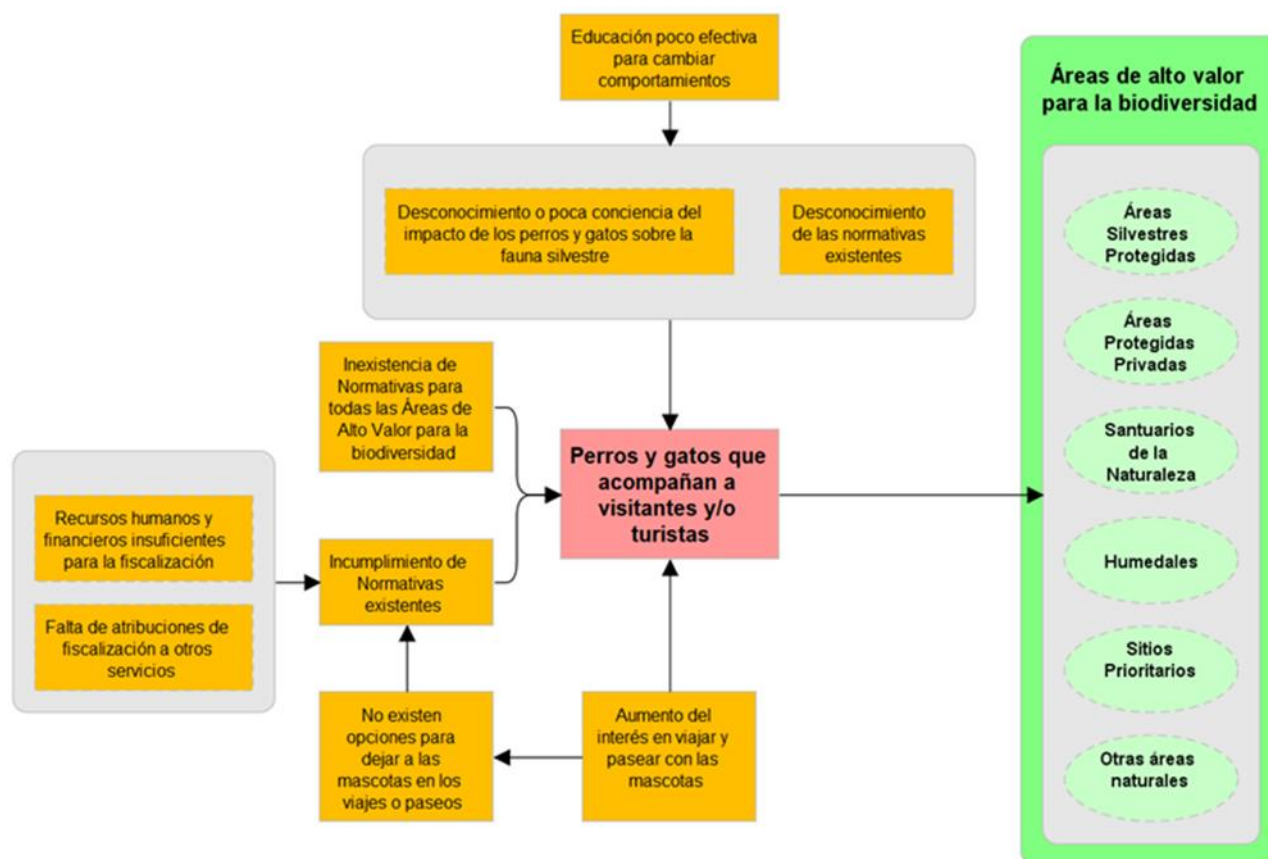 Educación poco efectiva
para cambiar
comportamientos
Áreas de alto valor
para la biodiversidad
Desconocimiento o poca conciencia del
impacto de los perros y gatos sobre la
fauna silvestre
Desconocimiento
de las normativas
existentes
Áreas
Silvestres
Protegidas
Áreas
Protegidas
Privadas
Inexistencia de
Normativas para
todas las Áreas de
Alto Valor para la
biodiversidad
Perros y gatos que
acompañan a
visitantes y/o
turistas
Santuarios
de la
Naturaleza
Recursos humanos y
financieros insuficientes
para la fiscalización
Incumplimiento de
Normativas
existentes
Humedales
Falta de atribuciones de
fiscalización a otros
servicios
Sitios
Prioritarios
No existen
opciones para
dejar a las
mascotas en los
viajes o paseos
Aumento del
interés en viajar y
pasear con las
mascotas
Otras áreas
naturales